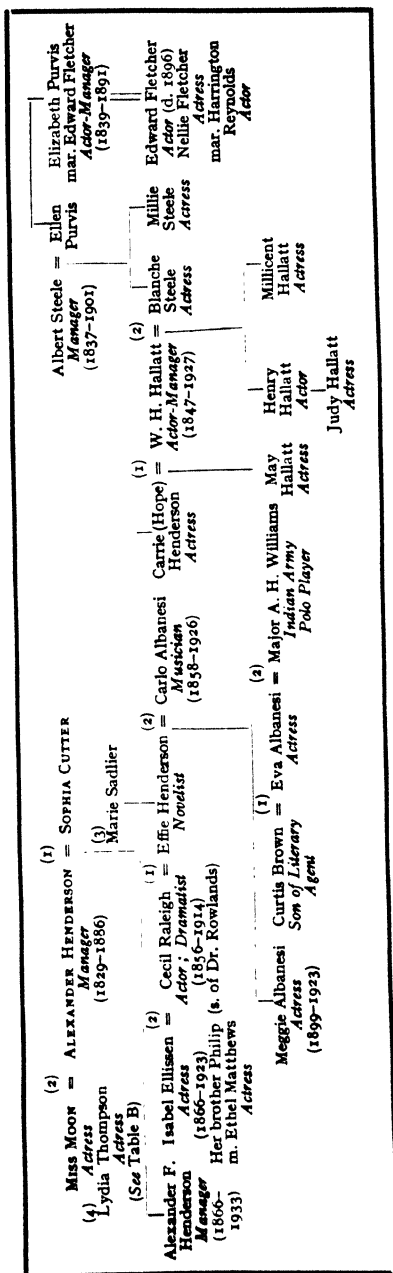 MISS MOON = ALEXANDER HENDERSON = SOPHIA CUTTER
(2) (1)
Actress
Manager
(1829–1886)
(4)
Lydia Thompson
Actress
(See Table B)
(3)
Marie Sadlier
Albert Steele = Ellen Purvis
Manager
(1837–1901)
Elizabeth Purvis
mar. Edward Fletcher
Actor-Manager
(1839–1891)
Alexander F.
Henderson
Manager
(1866–
1933)
Isabel Ellissen =
(2)
Actress
(1866–1923)
Her brother Philip (s. of Dr. Rowlands)
m. Ethel Matthews
Actress
Cecil Raleigh =
(1)
Actor; Dramatist
(1856–1914)
Effie Henderson =
(2)
Novelist
Carlo Albanesi
Musician
(1858–1926)
Carrie (Hope) =
(1)
Henderson
Actress
W. H. Hallatt =
(2)
Actor-Manager
(1847–1927)
Blanche
Steele
Actress
Millie
Steele
Actress
Edward Fletcher
Actor (d. 1896)
Nellie Fletcher
Actress
mar. Harrington
Reynolds
Actor
Meggie Albanesi
Actress
(1899–1923)
Curtis Brown =
(1)
Son of Literary
Agent
Eva Albanesi =
(2)
Actress
Major A. H. Williams
Indian Army
Polo Player
May
Hallatt
Actress
Henry
Hallatt
Actor
Millicent
Hallatt
Actress
Judy Hallatt
Actress